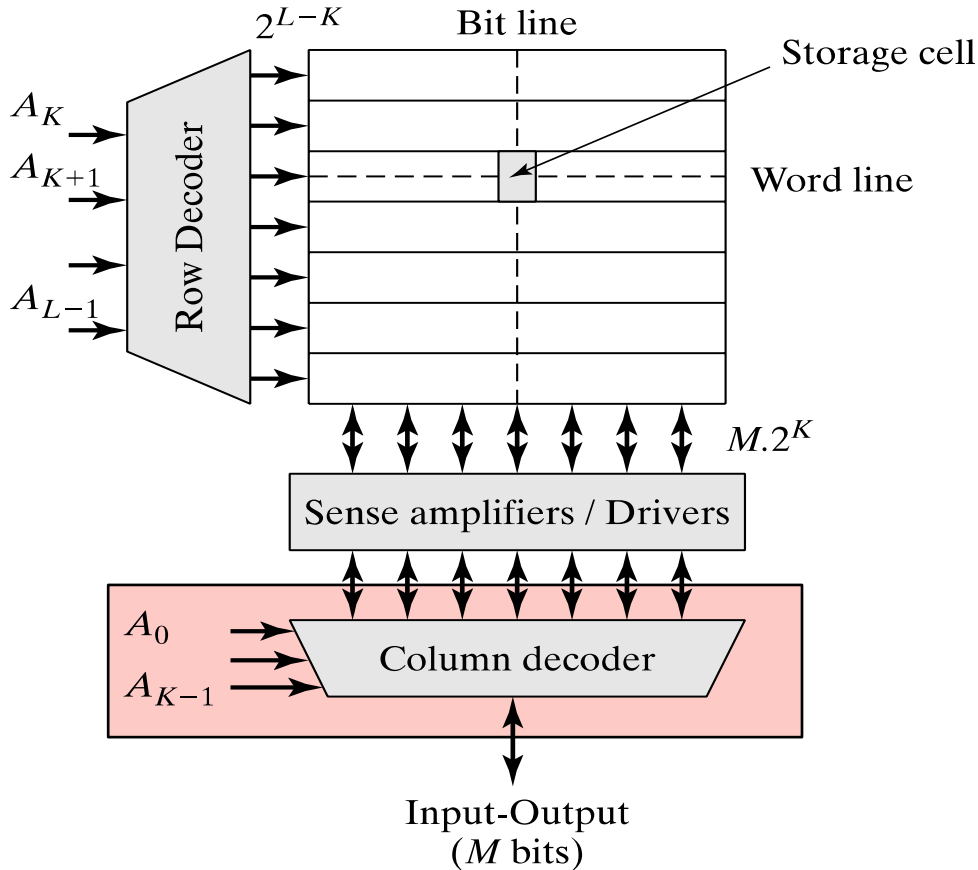 2^{L-K}
Bit line
Storage cell
A_K
A_{K+1}
A_{L-1}
Row Decoder
Word line
M.2^K
Sense amplifiers / Drivers
A_0
A_{K-1}
Column decoder
Input-Output
(M bits)